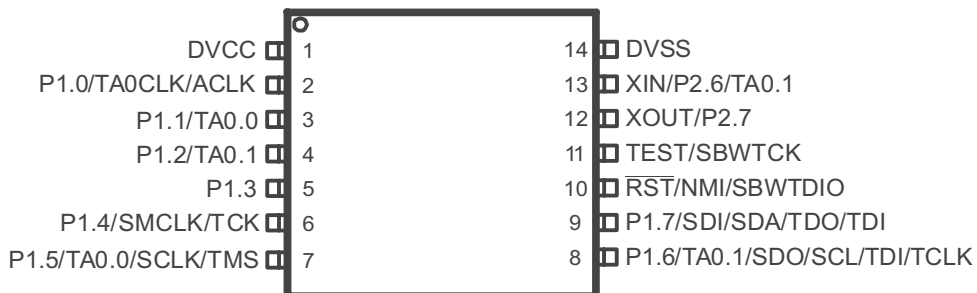 DVCC 1 14 DVSS
P1.0/TA0CLK/ACLK 2 13 XIN/P2.6/TA0.1
P1.1/TA0.0 3 12 XOUT/P2.7
P1.2/TA0.1 4 11 TEST/SBWTCK
P1.3 5 10 RST/NMI/SBWTDIO
P1.4/SMCLK/TCK 6 9 P1.7/SDI/SDA/TDO/TDI
P1.5/TA0.0/SCLK/TMS 7 8 P1.6/TA0.1/SDO/SCL/TDI/TCLK